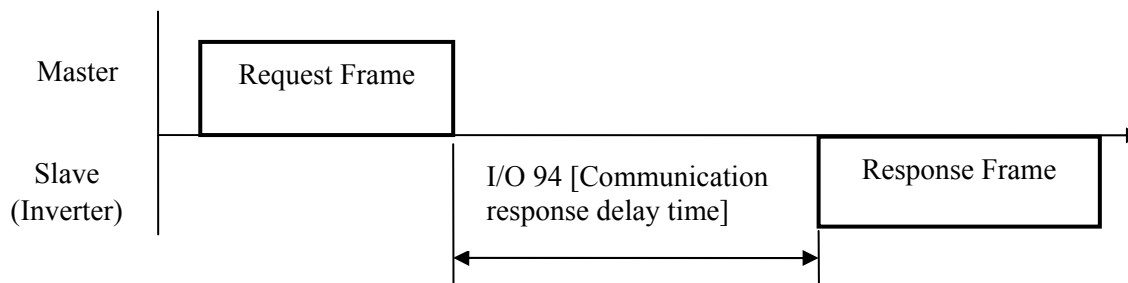 Master
Request Frame
Slave
(Inverter)
I/O 94 [Communication
response delay time]
Response Frame